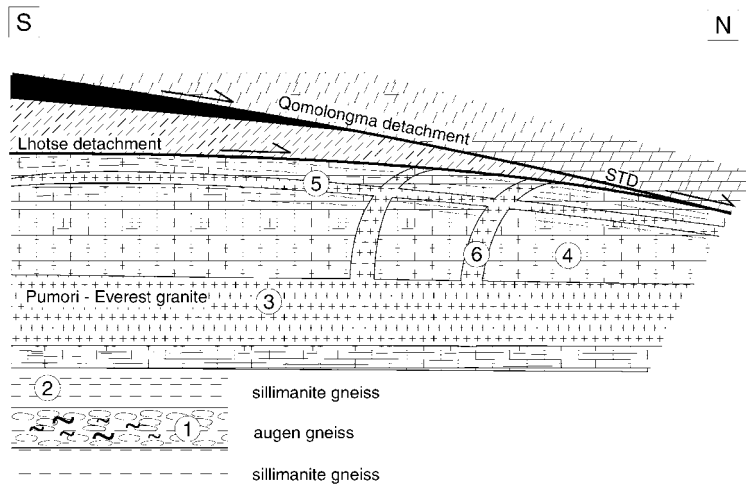 S
N
Qomolongma detachment
Lhotse detachment
STD
5
6
4
Pumori - Everest granite
3
2
sillimanite gneiss
1
augen gneiss
sillimanite gneiss